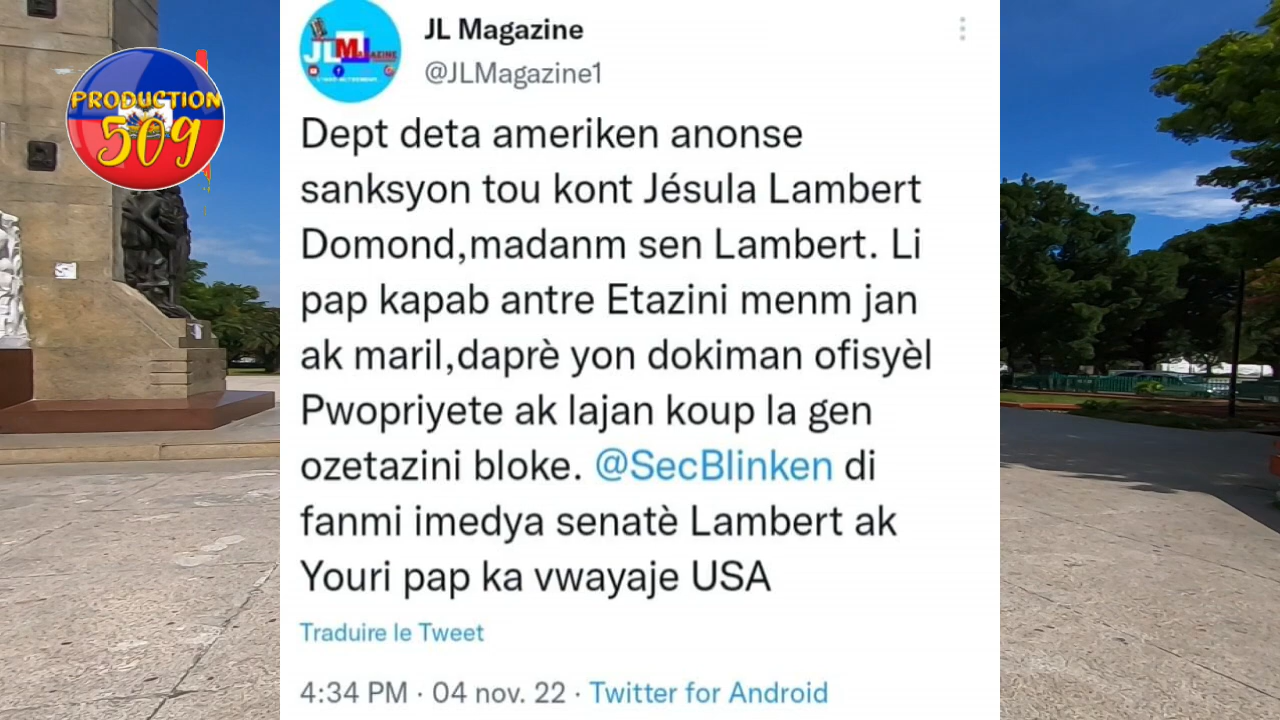 JL Magazine
@JLMagazine1
PRODUCTION
509
JLM
Dept deta ameriken anonse
sanksyon tou kont Jésula Lambert
Domond,madanm sen Lambert. Li
pap kapab antre Etazini menm jan
ak maril,daprè yon dokiman ofisyèl
Pwopriyete ak lajan koup la gen
ozetazini bloke. @SecBlinken di
fanmi imedya senatè Lambert ak
Youri pap ka vwayaje USA
Traduire le Tweet
4:34 PM · 04 nov. 22 · Twitter for Android